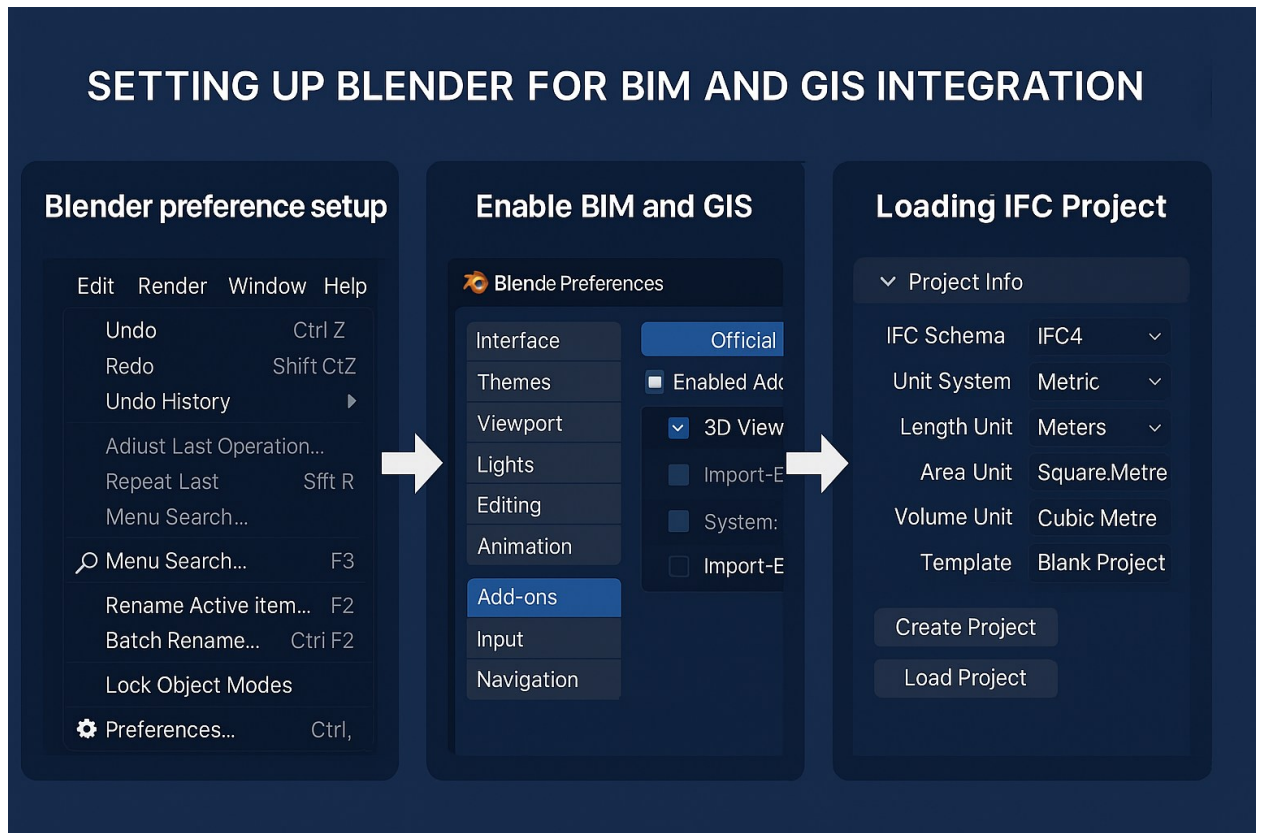 SETTING UP BLENDER FOR BIM AND GIS INTEGRATION
Blender preference setup
Edit Render Window Help
Undo Ctrl Z
Redo Shift CtZ
Undo History
Adiust Last Operation...
Repeat Last Sfft R
Menu Search...
Menu Search... F3
Rename Active item... F2
Batch Rename... Ctri F2
Lock Object Modes
Preferences... Ctrl,
Enable BIM and GIS
Blende Preferences
Interface
Themes
Viewport
Lights
Editing
Animation
Add-ons
Input
Navigation
Official
Enabled Adc
3D View
Import-E
System:
Import-E
Loading IFC Project
Project Info
IFC Schema IFC4
Unit System Metric
Length Unit Meters
Area Unit Square.Metre
Volume Unit Cubic Metre
Template Blank Project
Create Project
Load Project